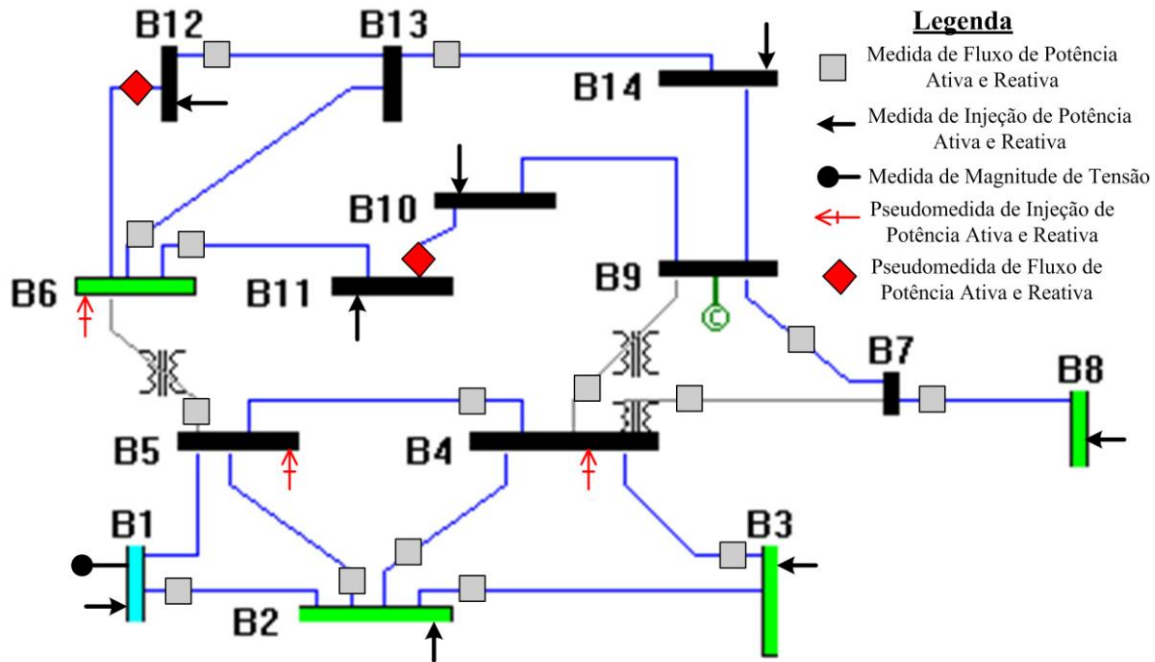 B12
B13
B14
B10
B6
B11
B9
B7
B8
B5
B4
B1
B3
B2
C
Legenda
Medida de Fluxo de Potência
Ativa e Reativa
Medida de Injeção de Potência
Ativa e Reativa
Medida de Magnitude de Tensão
Pseudomedida de Injeção de
Potência Ativa e Reativa
Pseudomedida de Fluxo de
Potência Ativa e Reativa